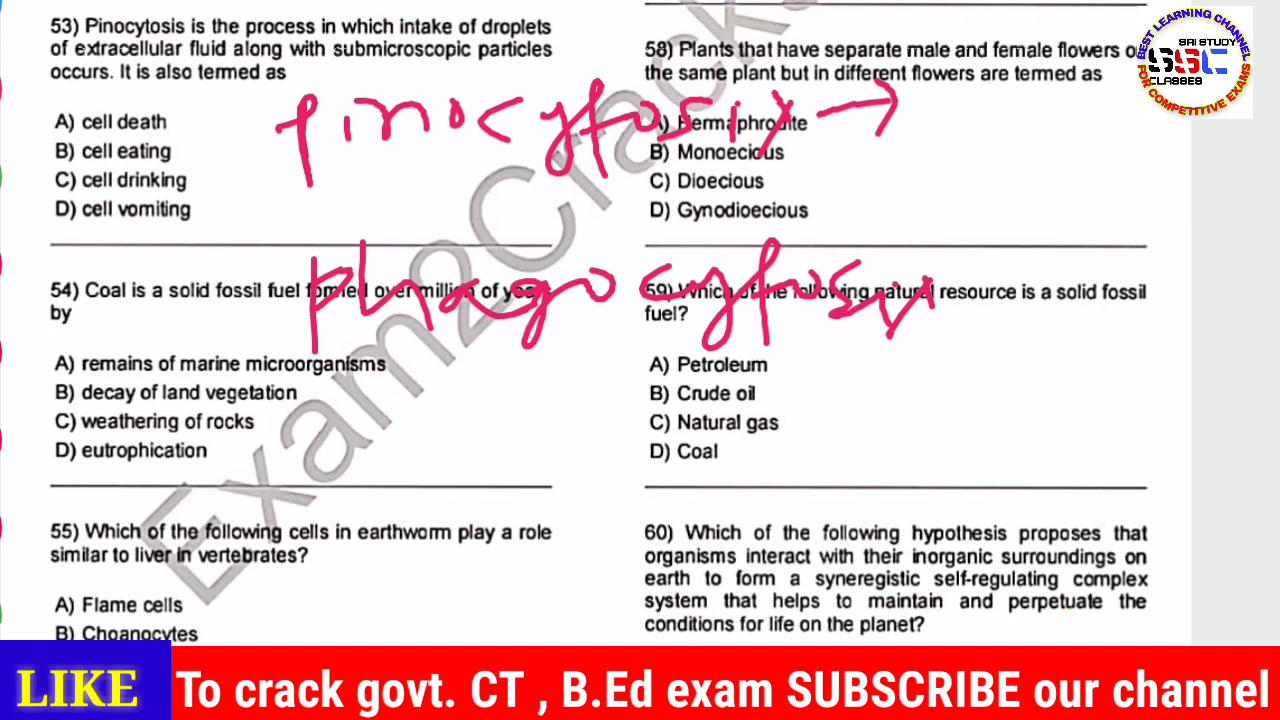 53) Pinocytosis is the process in which intake of droplets
of extracellular fluid along with submicroscopic particles
occurs. It is also termed as
A) cell death
B) cell eating
C) cell drinking
D) cell vomiting
54) Coal is a solid fossil fuel formed over million of years
by
A) remains of marine microorganisms
B) decay of land vegetation
C) weathering of rocks
D) eutrophication
55) Which of the following cells in earthworm play a role
similar to liver in vertebrates?
A) Flame cells
B) Choanocytes
58) Plants that have separate male and female flowers o
the same plant but in different flowers are termed as
A) Hermaphrodite
B) Monoecious
C) Dioecious
D) Gynodioecious
59) Which of the following natural resource is a solid fossil
fuel?
A) Petroleum
B) Crude oil
C) Natural gas
D) Coal
60) Which of the following hypothesis proposes that
organisms interact with their inorganic surroundings on
earth to form a syneregistic self-regulating complex
system that helps to maintain and perpetuate the
conditions for life on the planet?
pinocytosis →
phagocytosis
Exam2Crack
BEST LEARNING CHANNEL
SAI STUDY
SSC
CLASSES
FOR COMPETITIVE EXAMS
LIKE
To crack govt. CT , B.Ed exam SUBSCRIBE our channel